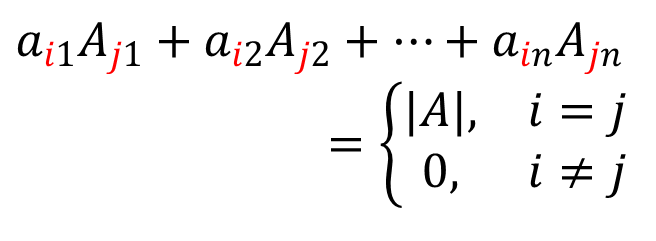 a_{i1}A_{j1} + a_{i2}A_{j2} + ⋯ + a_{in}A_{jn}
= { |A|, i = j
0, i ≠ j